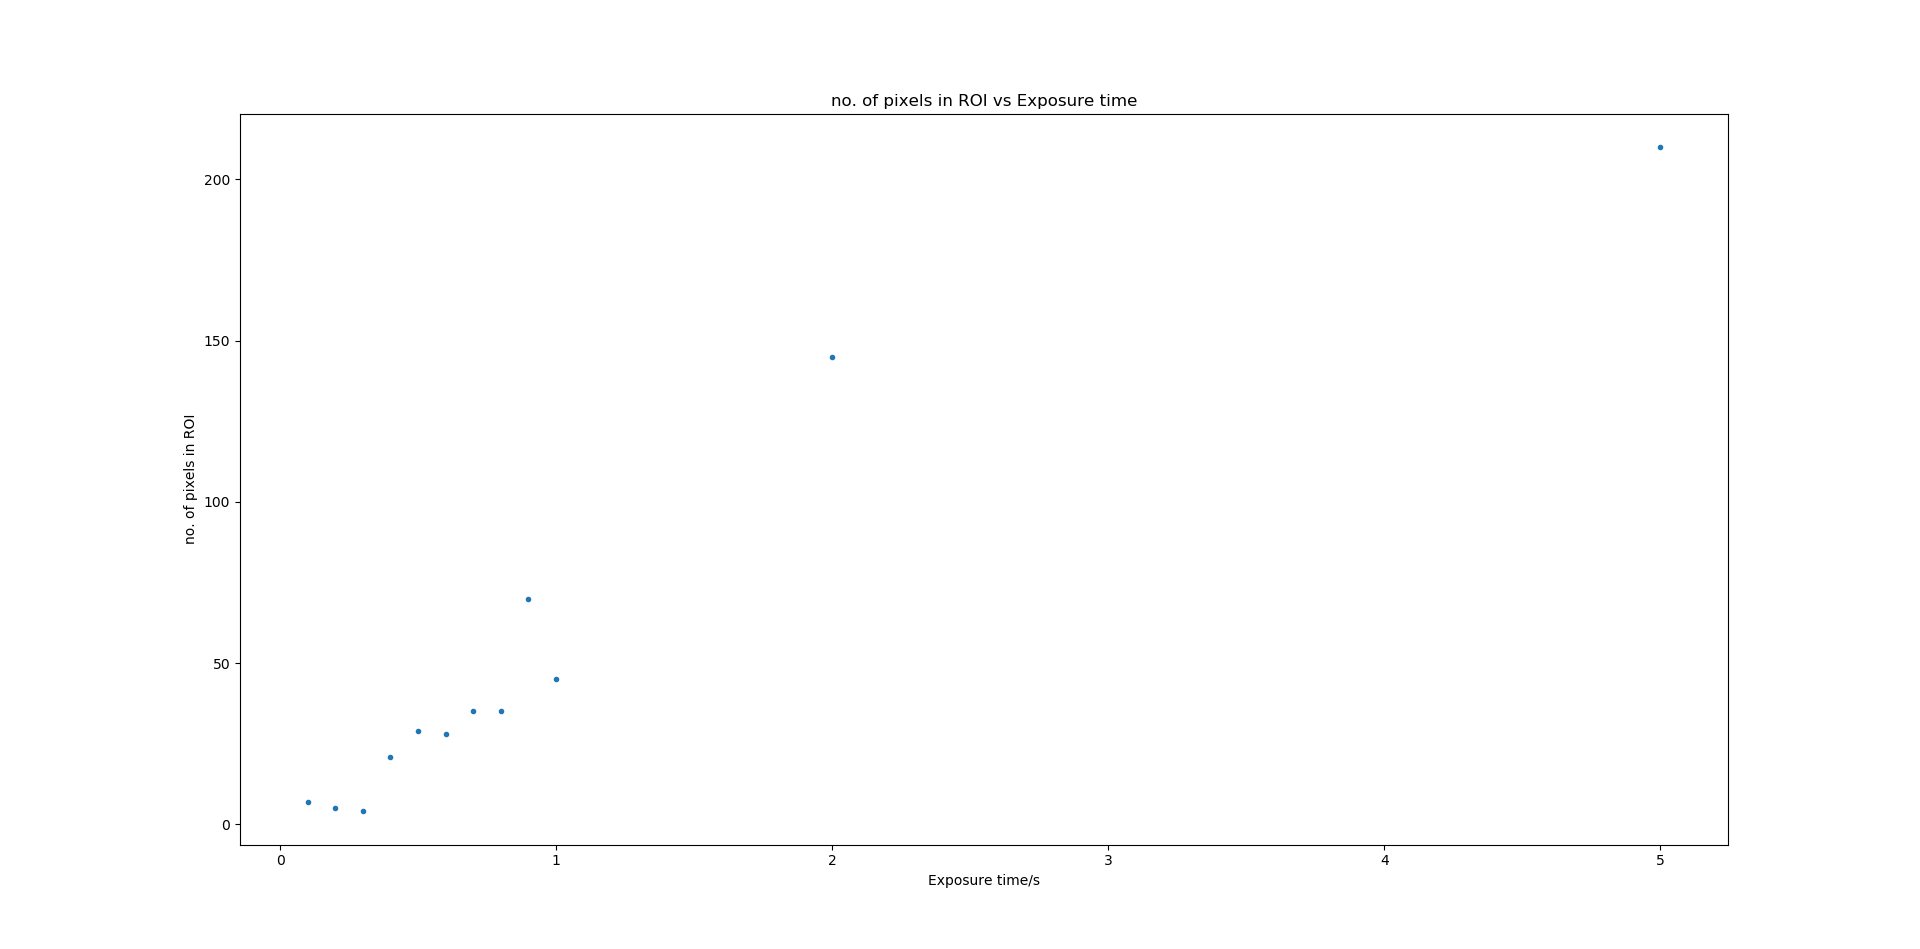 no. of pixels in ROI vs Exposure time
200
150
100
50
0
no. of pixels in ROI
0 1 2 3 4 5
Exposure time/s